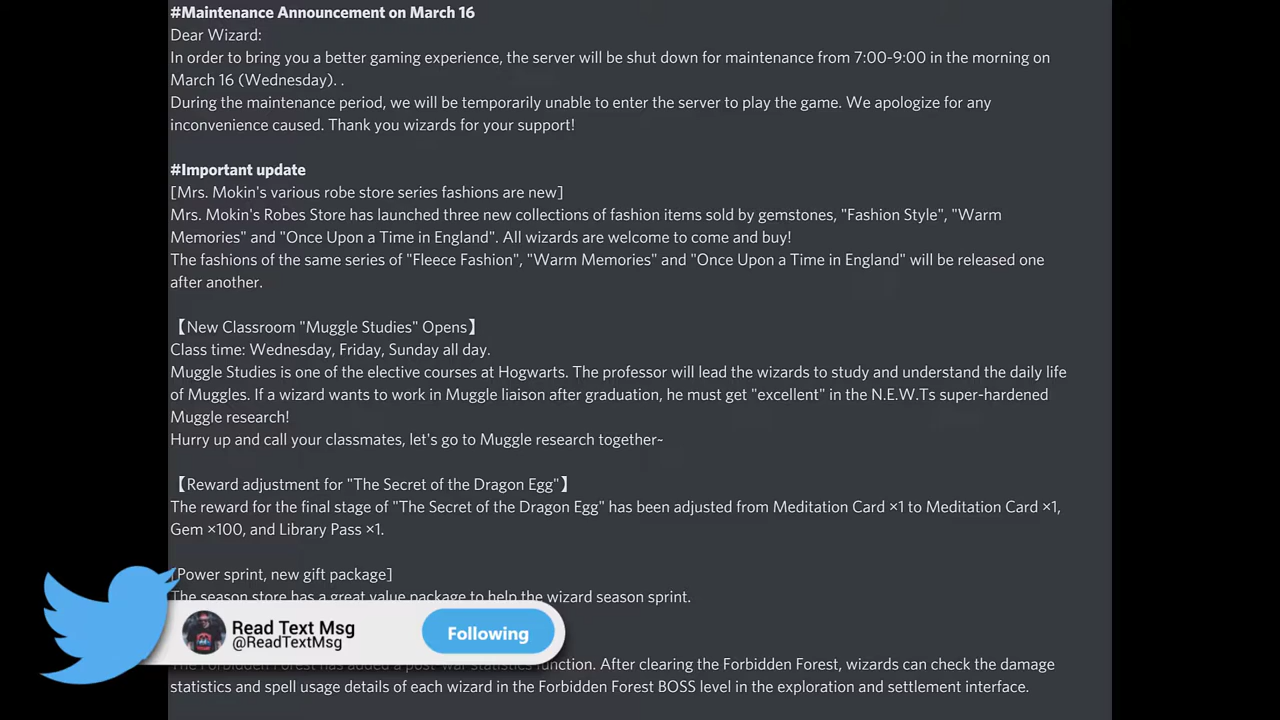 #Maintenance Announcement on March 16
Dear Wizard:
In order to bring you a better gaming experience, the server will be shut down for maintenance from 7:00-9:00 in the morning on
March 16 (Wednesday). .
During the maintenance period, we will be temporarily unable to enter the server to play the game. We apologize for any
inconvenience caused. Thank you wizards for your support!
#Important update
[Mrs. Mokin's various robe store series fashions are new]
Mrs. Mokin's Robes Store has launched three new collections of fashion items sold by gemstones, "Fashion Style", "Warm
Memories" and "Once Upon a Time in England". All wizards are welcome to come and buy!
The fashions of the same series of "Fleece Fashion", "Warm Memories" and "Once Upon a Time in England" will be released one
after another.
【New Classroom "Muggle Studies" Opens】
Class time: Wednesday, Friday, Sunday all day.
Muggle Studies is one of the elective courses at Hogwarts. The professor will lead the wizards to study and understand the daily life
of Muggles. If a wizard wants to work in Muggle liaison after graduation, he must get "excellent" in the N.E.W.Ts super-hardened
Muggle research!
Hurry up and call your classmates, let's go to Muggle research together~
【Reward adjustment for "The Secret of the Dragon Egg"】
The reward for the final stage of "The Secret of the Dragon Egg" has been adjusted from Meditation Card ×1 to Meditation Card ×1,
Gem ×100, and Library Pass ×1.
[Power sprint, new gift package]
The season store has a great value package to help the wizard season sprint.
Read Text Msg
@ReadTextMsg
Following
The Forbidden Forest has added a post-war statistics function. After clearing the Forbidden Forest, wizards can check the damage
statistics and spell usage details of each wizard in the Forbidden Forest BOSS level in the exploration and settlement interface.